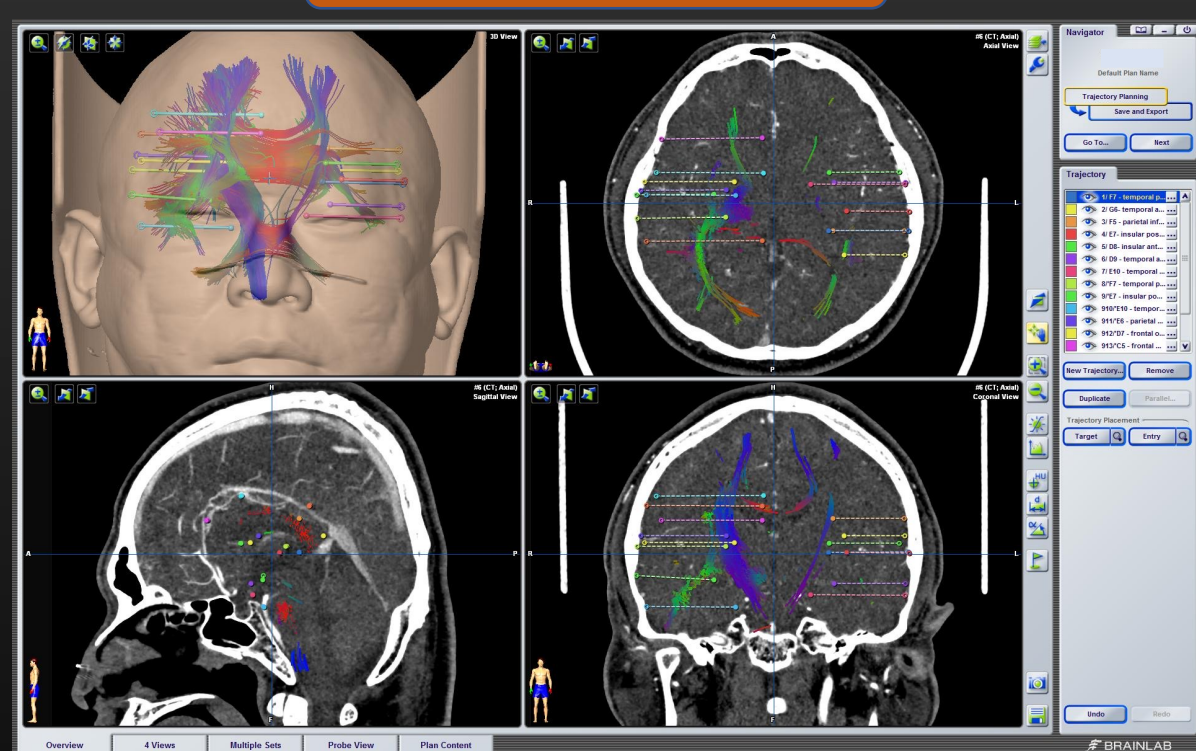 3D View
#6 (CT; Axial)
Axial View
A
R
L
P
#6 (CT; Axial)
Sagittal View
H
A
P
F
#6 (CT; Axial)
Coronal View
H
R
L
F
HU
Navigator
Default Plan Name
Trajectory Planning
Save and Export
Go To...
Next
Trajectory
1/ F7 - temporal p...
2/ G6- temporal a...
3/ F5 - parietal inf...
4/ E7- insular pos...
5/ D8- insular ant...
6/ D9 - temporal a...
7/ E10 - temporal ...
8/'F7 - temporal p...
9/'E7 - insular po...
910/'E10 - tempor...
911/'E6 - parietal ...
912/'D7 - frontal o...
913/'C5 - frontal ...
New Trajectory...
Remove
Duplicate
Parallel...
Trajectory Placement
Target
Entry
Undo
Redo
Overview
4 Views
Multiple Sets
Probe View
Plan Content
BRAINLAB